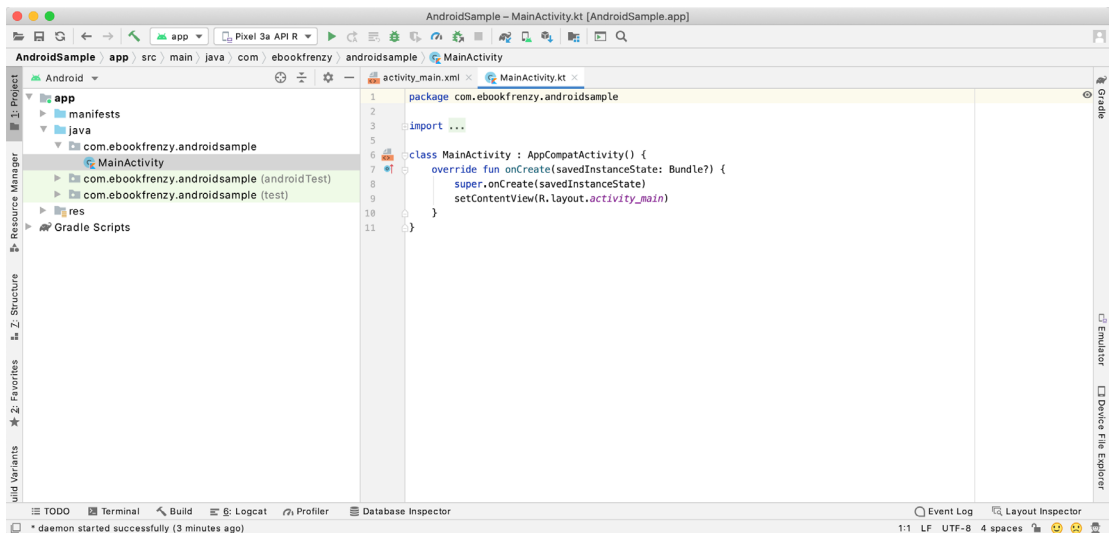 AndroidSample – MainActivity.kt [AndroidSample.app]
app Pixel 3a API R
AndroidSample app src main java com ebookfrenzy androidsample MainActivity
1: Project
Resource Manager
Z: Structure
2: Favorites
uild Variants
Android
app
manifests
java
com.ebookfrenzy.androidsample
MainActivity
com.ebookfrenzy.androidsample (androidTest)
com.ebookfrenzy.androidsample (test)
res
Gradle Scripts
activity_main.xml MainActivity.kt
1 package com.ebookfrenzy.androidsample
2
3 import ...
5
6 class MainActivity : AppCompatActivity() {
7 override fun onCreate(savedInstanceState: Bundle?) {
8 super.onCreate(savedInstanceState)
9 setContentView(R.layout.activity_main)
10 }
11 }
Gradle
Emulator
Device File Explorer
TODO Terminal Build 6: Logcat Profiler Database Inspector Event Log Layout Inspector
* daemon started successfully (3 minutes ago) 1:1 LF UTF-8 4 spaces